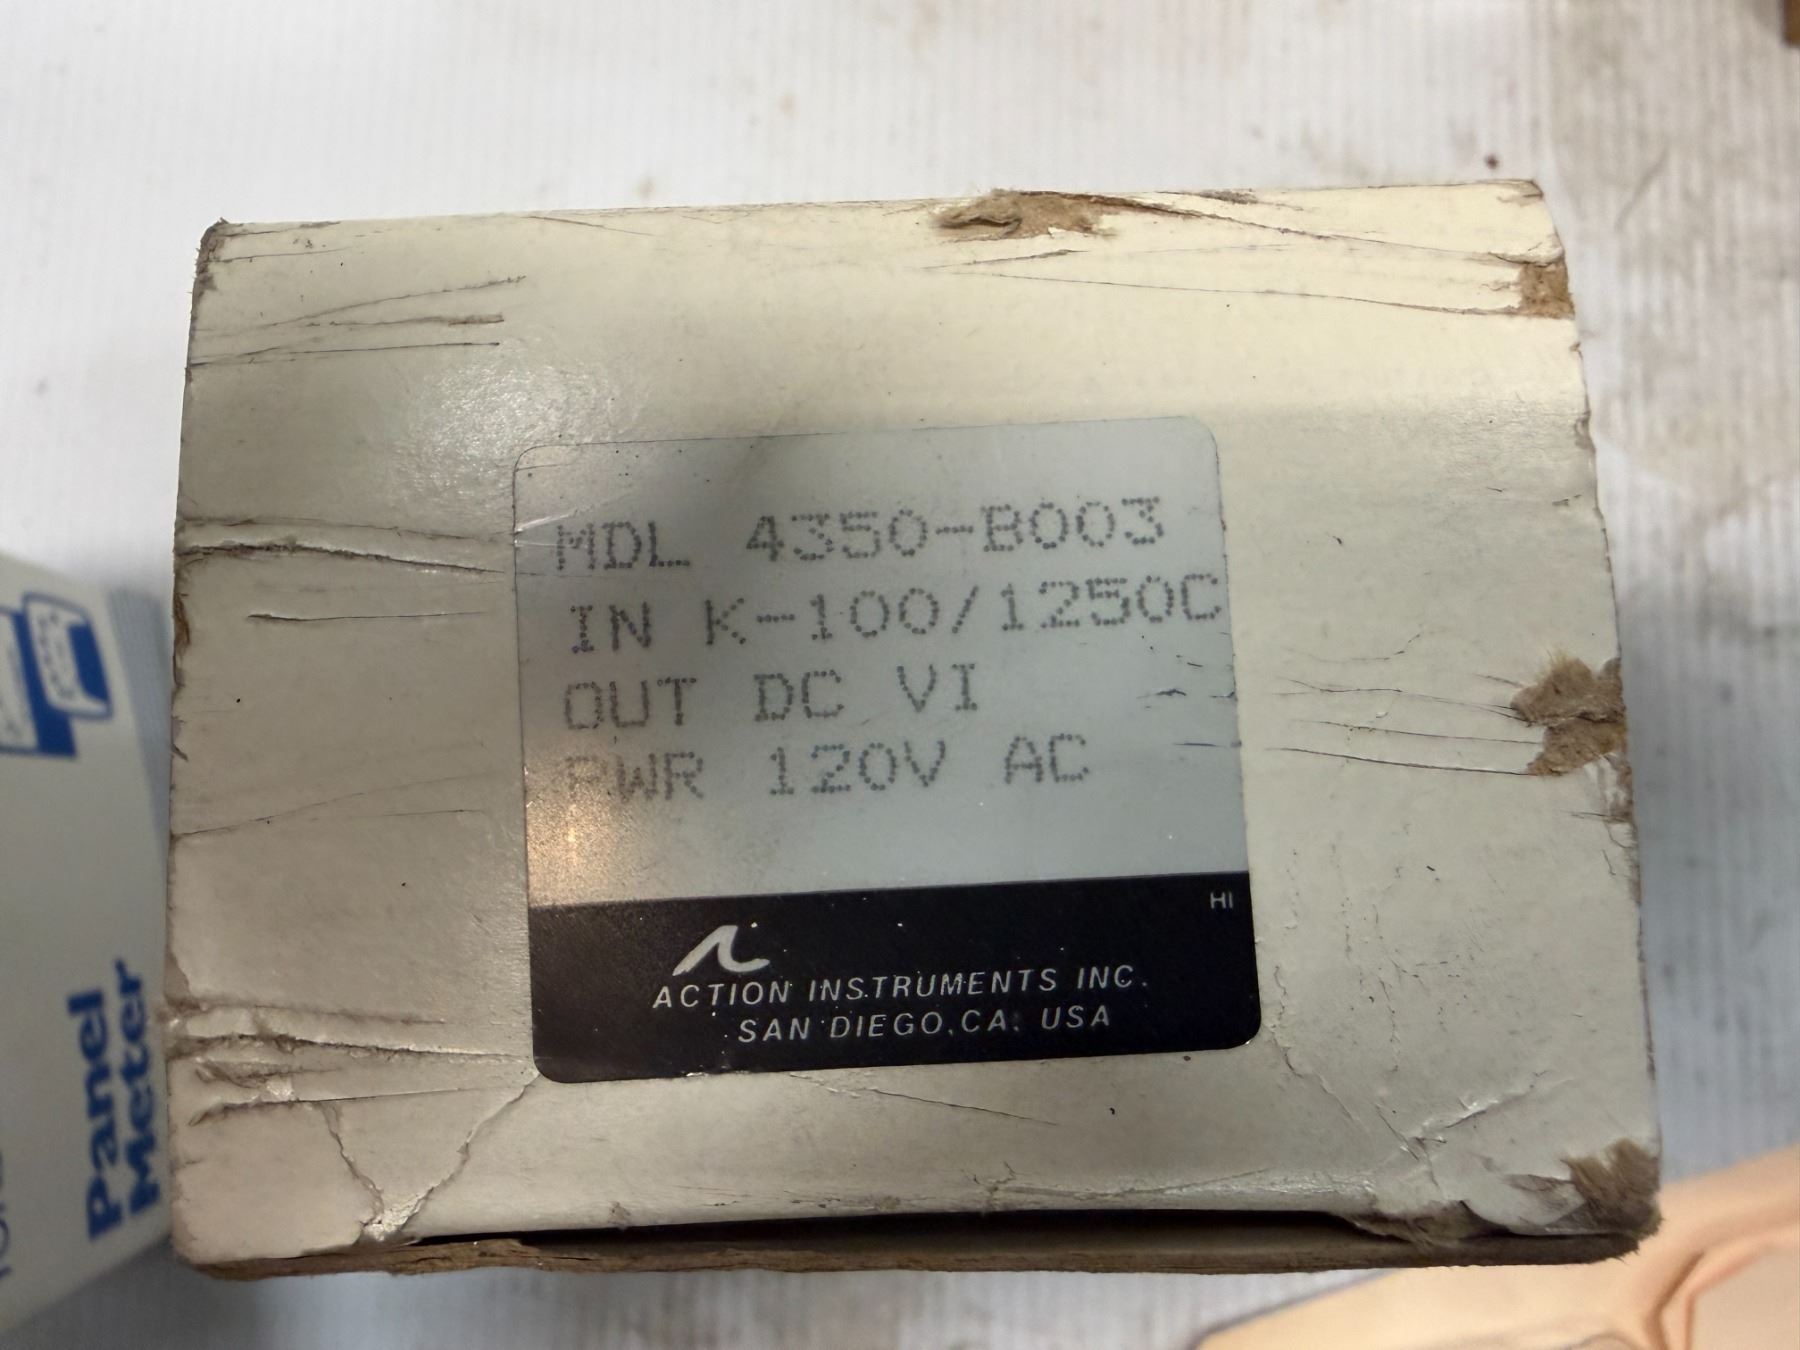 MDL 4350-B003
IN K-100/1250C
OUT DC VI
PWR 120V AC
HI
ACTION INSTRUMENTS INC.
SAN DIEGO, CA. USA
Panel
Meter